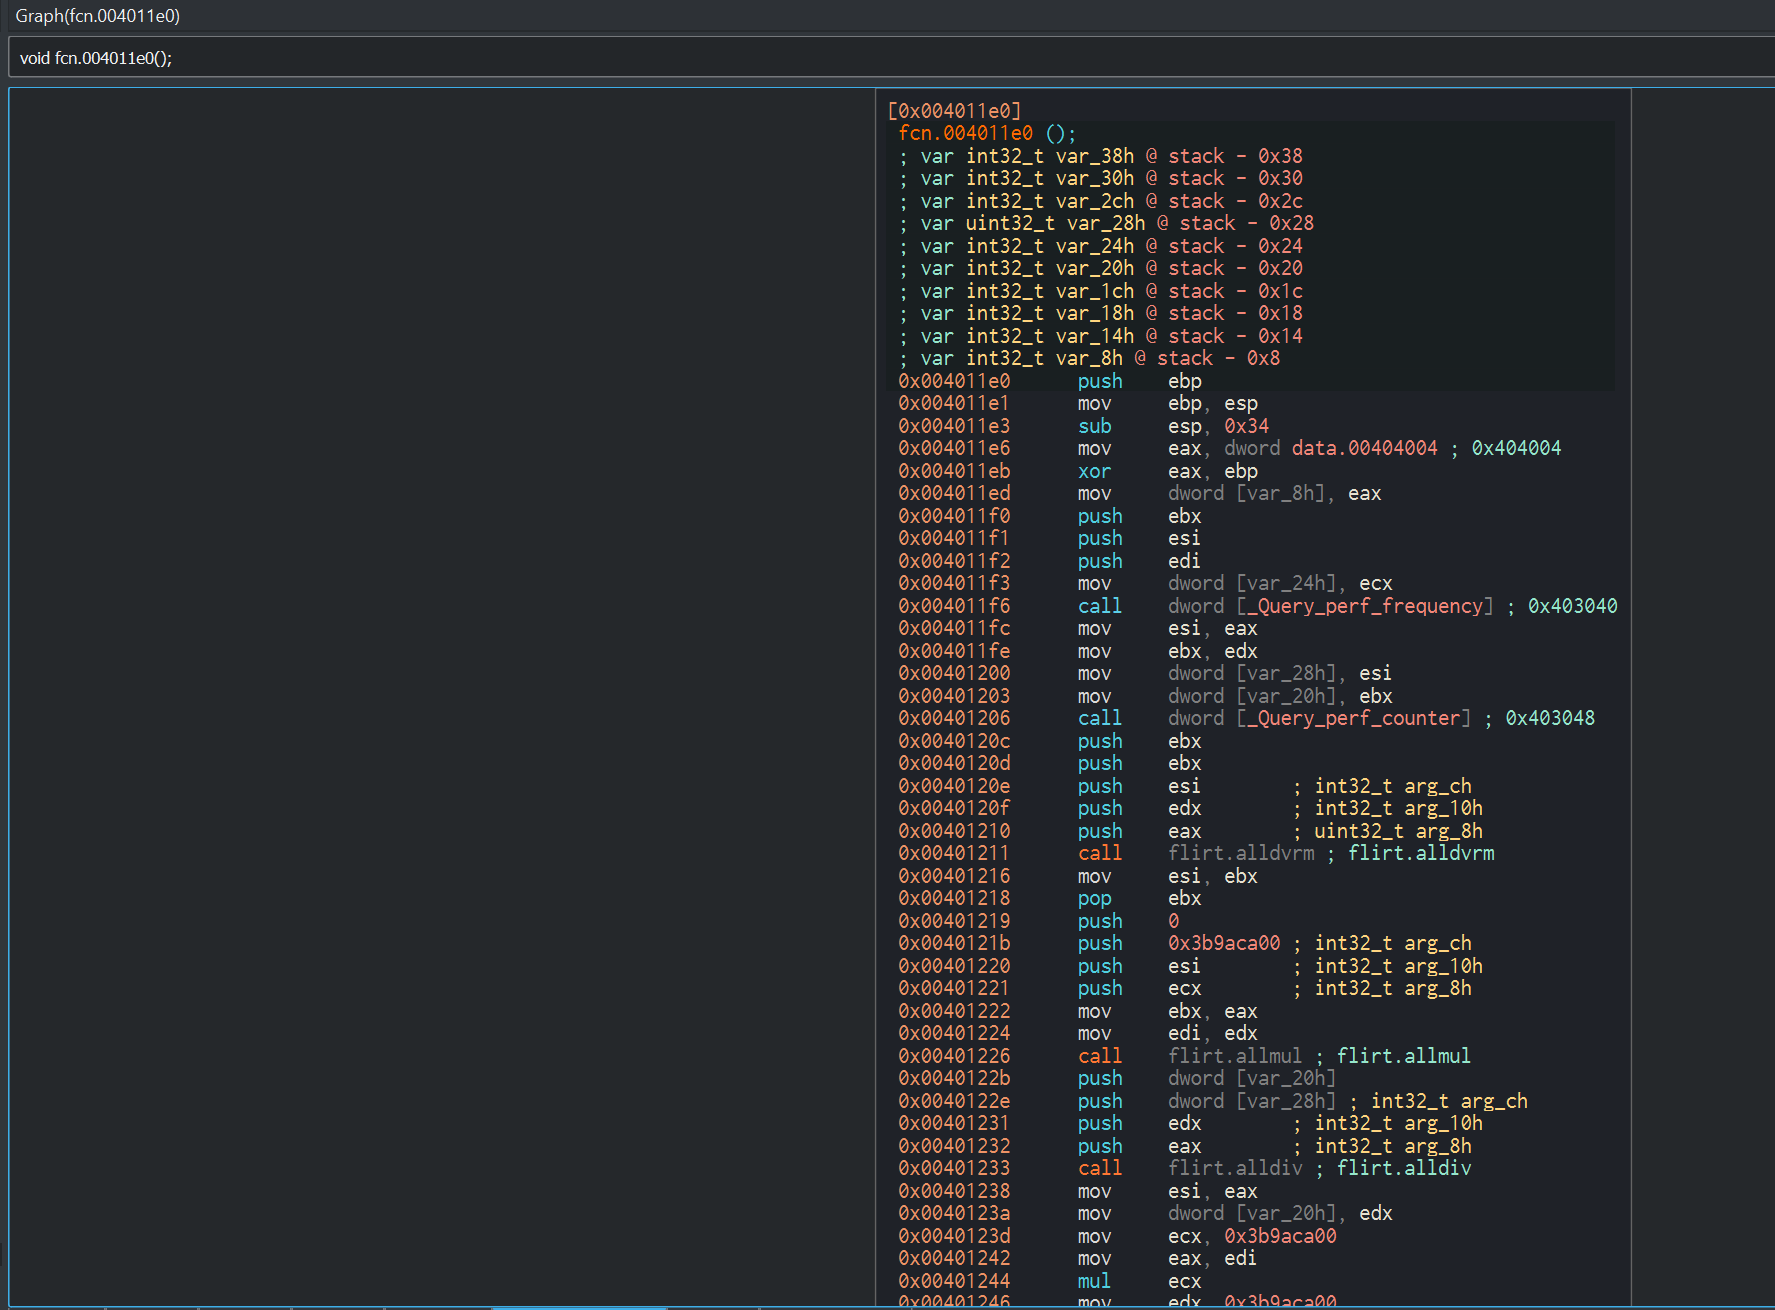 Graph(fcn.004011e0)
void fcn.004011e0();
[0x004011e0]
fcn.004011e0 ();
; var int32_t var_38h @ stack - 0x38
; var int32_t var_30h @ stack - 0x30
; var int32_t var_2ch @ stack - 0x2c
; var uint32_t var_28h @ stack - 0x28
; var int32_t var_24h @ stack - 0x24
; var int32_t var_20h @ stack - 0x20
; var int32_t var_1ch @ stack - 0x1c
; var int32_t var_18h @ stack - 0x18
; var int32_t var_14h @ stack - 0x14
; var int32_t var_8h @ stack - 0x8
0x004011e0 push ebp
0x004011e1 mov ebp, esp
0x004011e3 sub esp, 0x34
0x004011e6 mov eax, dword data.00404004 ; 0x404004
0x004011eb xor eax, ebp
0x004011ed mov dword [var_8h], eax
0x004011f0 push ebx
0x004011f1 push esi
0x004011f2 push edi
0x004011f3 mov dword [var_24h], ecx
0x004011f6 call dword [_Query_perf_frequency] ; 0x403040
0x004011fc mov esi, eax
0x004011fe mov ebx, edx
0x00401200 mov dword [var_28h], esi
0x00401203 mov dword [var_20h], ebx
0x00401206 call dword [_Query_perf_counter] ; 0x403048
0x0040120c push ebx
0x0040120d push ebx
0x0040120e push esi ; int32_t arg_ch
0x0040120f push edx ; int32_t arg_10h
0x00401210 push eax ; uint32_t arg_8h
0x00401211 call flirt.alldvrm ; flirt.alldvrm
0x00401216 mov esi, ebx
0x00401218 pop ebx
0x00401219 push 0
0x0040121b push 0x3b9aca00 ; int32_t arg_ch
0x00401220 push esi ; int32_t arg_10h
0x00401221 push ecx ; int32_t arg_8h
0x00401222 mov ebx, eax
0x00401224 mov edi, edx
0x00401226 call flirt.allmul ; flirt.allmul
0x0040122b push dword [var_20h]
0x0040122e push dword [var_28h] ; int32_t arg_ch
0x00401231 push edx ; int32_t arg_10h
0x00401232 push eax ; int32_t arg_8h
0x00401233 call flirt.alldiv ; flirt.alldiv
0x00401238 mov esi, eax
0x0040123a mov dword [var_20h], edx
0x0040123d mov ecx, 0x3b9aca00
0x00401242 mov eax, edi
0x00401244 mul ecx
0x00401246 mov edx, 0x3b9aca00